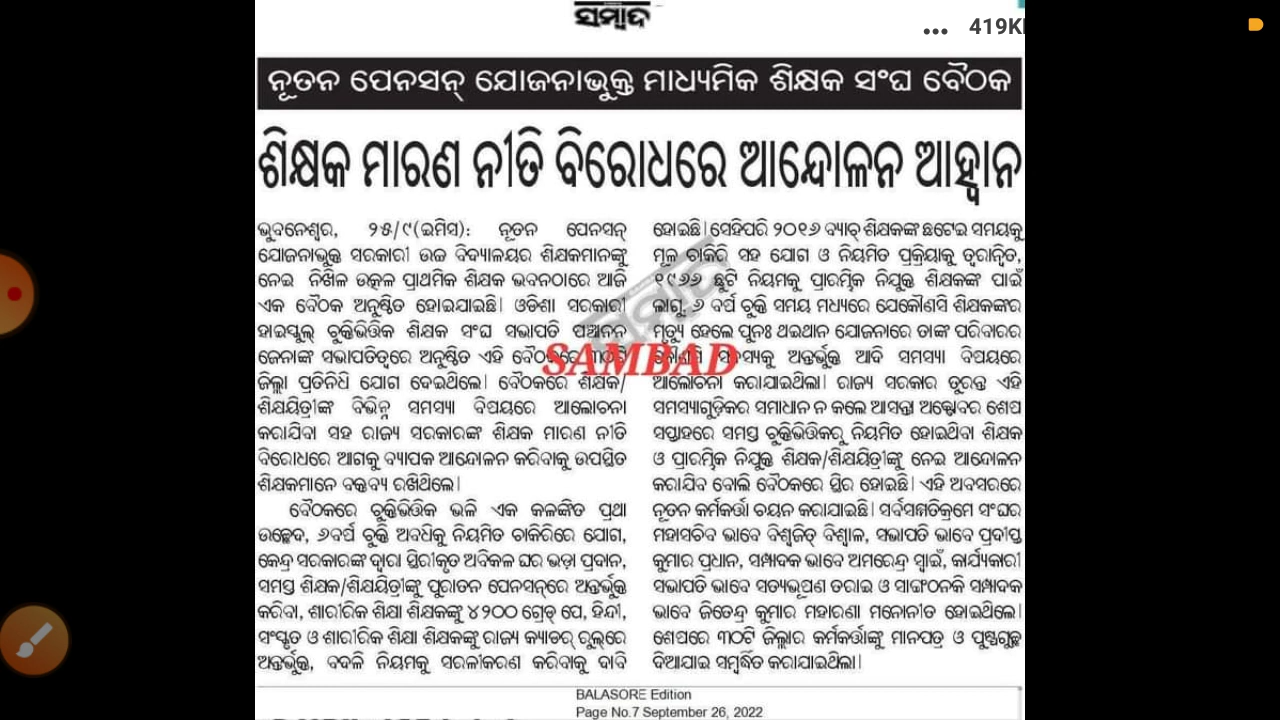 ସମ୍ବାଦ
... 419K
ନୂତନ ପେନସନ୍ ଯୋଜନାଭୁକ୍ତ ମାଧ୍ୟମିକ ଶିକ୍ଷକ ସଂଘ ବୈଠକ
ଶିକ୍ଷକ ମାରଣ ନୀତି ବିରୋଧରେ ଆନ୍ଦୋଳନ ଆହ୍ୱାନ
ଭୁବନେଶ୍ୱର, ୨୫/୯(ଇମିସ): ନୂତନ ପେନସନ୍
ଯୋଜନାଭୁକ୍ତ ସରକାରୀ ଉଚ୍ଚ ବିଦ୍ୟାଳୟର ଶିକ୍ଷକମାନଙ୍କୁ
ନେଇ ନିଖିଳ ଉତ୍କଳ ପ୍ରାଥମିକ ଶିକ୍ଷକ ଭବନଠାରେ ଆଜି
ଏକ ବୈଠକ ଅନୁଷ୍ଠିତ ହୋଇଯାଇଛି। ଓଡିଶା ସରକାରୀ
ହାଇସ୍କୁଲ୍ ଚୁକ୍ତିଭିତ୍ତିକ ଶିକ୍ଷକ ସଂଘ ସଭାପତି ପଞ୍ଚାନନ
ଜେନାଙ୍କ ସଭାପତିତ୍ୱରେ ଅନୁଷ୍ଠିତ ଏହି ବୈଠକରେ ୩୦ଟି
ଜିଲ୍ଲା ପ୍ରତିନିଧି ଯୋଗ ଦେଇଥିଲେ। ବୈଠକରେ ଶିକ୍ଷକ/
ଶିକ୍ଷୟିତ୍ରୀଙ୍କ ବିଭିନ୍ନ ସମସ୍ୟା ବିଷୟରେ ଆଲୋଚନା
କରାଯିବା ସହ ରାଜ୍ୟ ସରକାରଙ୍କ ଶିକ୍ଷକ ମାରଣ ନୀତି
ବିରୋଧରେ ଆଗକୁ ବ୍ୟାପକ ଆନ୍ଦୋଳନ କରିବାକୁ ଉପସ୍ଥିତ
ଶିକ୍ଷକମାନେ ବକ୍ତବ୍ୟ ରଖିଥିଲେ।
ବୈଠକରେ ଚୁକ୍ତିଭିତ୍ତିକ ଭଳି ଏକ କଳଙ୍କିତ ପ୍ରଥା
ଉଚ୍ଛେଦ, ୬ବର୍ଷ ଚୁକ୍ତି ଅବଧିକୁ ନିୟମିତ ଚାକିରିରେ ଯୋଗ,
କେନ୍ଦ୍ର ସରକାରଙ୍କ ଦ୍ୱାରା ସ୍ଥିରୀକୃତ ଅବିକଳ ଘର ଭଡ଼ା ପ୍ରଦାନ,
ସମସ୍ତ ଶିକ୍ଷକ/ଶିକ୍ଷୟିତ୍ରୀଙ୍କୁ ପୁରାତନ ପେନସନ୍‌ରେ ଅନ୍ତର୍ଭୁକ୍ତ
କରିବା, ଶାରୀରିକ ଶିକ୍ଷା ଶିକ୍ଷକଙ୍କୁ ୪୨୦୦ ଗ୍ରେଡ୍ ପେ, ହିନ୍ଦୀ,
ସଂସ୍କୃତ ଓ ଶାରୀରିକ ଶିକ୍ଷା ଶିକ୍ଷକଙ୍କୁ ରାଜ୍ୟ କ୍ୟାଡର୍ ରୁଲ୍‌ରେ
ଅନ୍ତର୍ଭୁକ୍ତ, ବଦଳି ନିୟମକୁ ସରଳୀକରଣ କରିବାକୁ ଦାବି
ହୋଇଛି। ସେହିପରି ୨୦୧୬ ବ୍ୟାଚ୍ ଶିକ୍ଷକଙ୍କ ଛଟେଇ ସମୟକୁ
ମୂଳ ଚାକିରି ସହ ଯୋଗ ଓ ନିୟମିତ ପ୍ରକ୍ରିୟାକୁ ତ୍ୱରାନ୍ୱିତ,
୧୯୬୬ ଛୁଟି ନିୟମକୁ ପ୍ରାରମ୍ଭିକ ନିଯୁକ୍ତ ଶିକ୍ଷକଙ୍କ ପାଇଁ
ଲାଗୁ, ୬ ବର୍ଷ ଚୁକ୍ତି ସମୟ ମଧ୍ୟରେ ଯେକୌଣସି ଶିକ୍ଷକଙ୍କର
ମୃତ୍ୟୁ ହେଲେ ପୁନଃ ଥଇଥାନ ଯୋଜନାରେ ତାଙ୍କ ପରିବାରର
କୌଣସି ସଦସ୍ୟକୁ ଅନ୍ତର୍ଭୁକ୍ତ ଆଦି ସମସ୍ୟା ବିଷୟରେ
ଆଲୋଚନା କରାଯାଇଥିଲା। ରାଜ୍ୟ ସରକାର ତୁରନ୍ତ ଏହି
ସମସ୍ୟାଗୁଡ଼ିକର ସମାଧାନ ନ କଲେ ଆସନ୍ତା ଅକ୍ଟୋବର ଶେଷ
ସପ୍ତାହରେ ସମସ୍ତ ଚୁକ୍ତିଭିତ୍ତିକରୁ ନିୟମିତ ହୋଇଥିବା ଶିକ୍ଷକ
ଓ ପ୍ରାରମ୍ଭିକ ନିଯୁକ୍ତ ଶିକ୍ଷକ/ଶିକ୍ଷୟିତ୍ରୀଙ୍କୁ ନେଇ ଆନ୍ଦୋଳନ
କରାଯିବ ବୋଲି ବୈଠକରେ ସ୍ଥିର ହୋଇଛି। ଏହି ଅବସରରେ
ନୂତନ କର୍ମକର୍ତ୍ତା ଚୟନ କରାଯାଇଛି। ସର୍ବସମ୍ମତିକ୍ରମେ ସଂଘର
ମହାସଚିବ ଭାବେ ବିଶ୍ୱଜିତ୍ ବିଶ୍ୱାଳ, ସଭାପତି ଭାବେ ପ୍ରଦୀପ୍ତ
କୁମାର ପ୍ରଧାନ, ସମ୍ପାଦକ ଭାବେ ଅମରେନ୍ଦ୍ର ସ୍ୱାଇଁ, କାର୍ଯ୍ୟକାରୀ
ସଭାପତି ଭାବେ ସତ୍ୟଭୂଷଣ ତରାଇ ଓ ସାଙ୍ଗଠନିକ ସମ୍ପାଦକ
ଭାବେ ଜିତେନ୍ଦ୍ର କୁମାର ମହାରଣା ମନୋନୀତ ହୋଇଥିଲେ।
ଶେଷରେ ୩୦ଟି ଜିଲ୍ଲାର କର୍ମକର୍ତ୍ତାଙ୍କୁ ମାନପତ୍ର ଓ ପୁଷ୍ପଗୁଚ୍ଛ
ଦିଆଯାଇ ସମ୍ବର୍ଦ୍ଧିତ କରାଯାଇଥିଲା।
ସମ୍ବାଦ
SAMBAD
BALASORE Edition
Page No.7 September 26, 2022